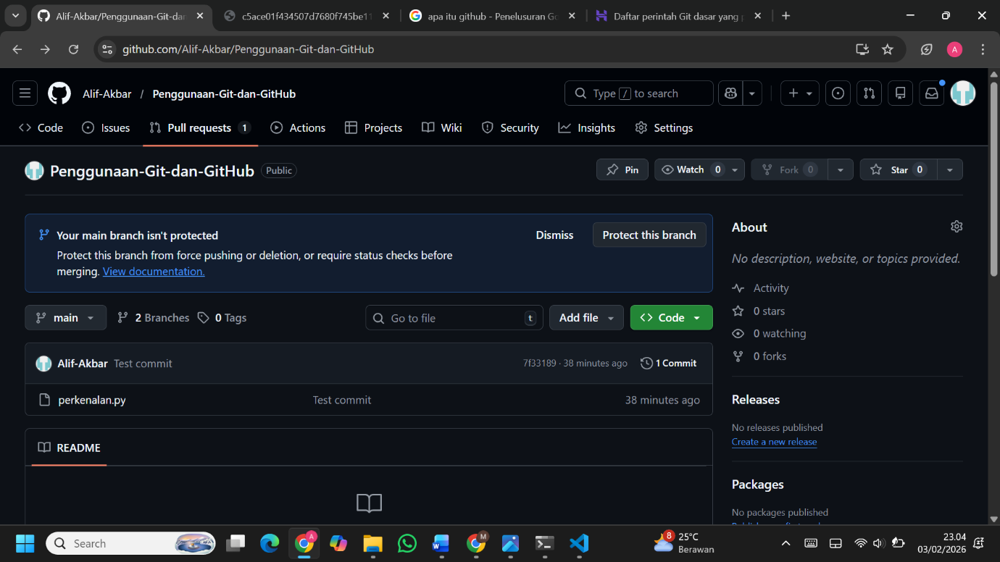 Alif-Akbar/Penggunaan-Git-dan
c5ace01f434507d7680f745be11
apa itu github - Penelusuran Go
Daftar perintah Git dasar yang p
github.com/Alif-Akbar/Penggunaan-Git-dan-GitHub
A
Alif-Akbar / Penggunaan-Git-dan-GitHub
Type / to search
Code
Issues
Pull requests 1
Actions
Projects
Wiki
Security
Insights
Settings
Penggunaan-Git-dan-GitHub Public
Pin
Watch 0
Fork 0
Star 0
Your main branch isn't protected
Protect this branch from force pushing or deletion, or require status checks before
merging. View documentation.
Dismiss
Protect this branch
main
2 Branches
0 Tags
Go to file t
Add file
Code
Alif-Akbar Test commit
7f33189 · 38 minutes ago
1 Commit
perkenalan.py
Test commit
38 minutes ago
README
About
No description, website, or topics provided.
Activity
0 stars
0 watching
0 forks
Releases
No releases published
Create a new release
Packages
No packages published
Search
A
M
8
25°C
Berawan
23.04
03/02/2026